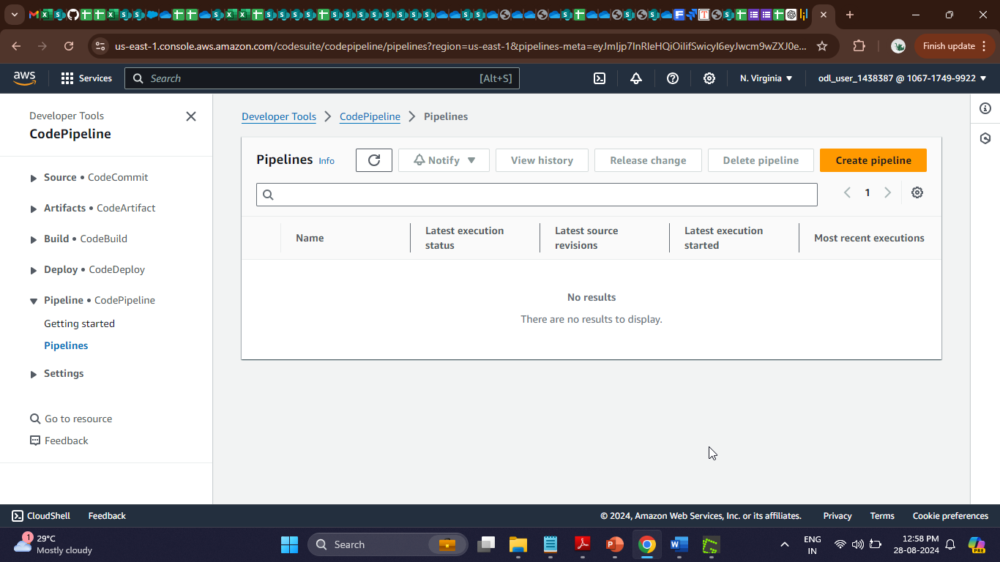 us-east-1.console.aws.amazon.com/codesuite/codepipeline/pipelines?region=us-east-1&pipelines-meta=eyJmIjp7InRleHQiOiIifSwicyI6eyJwcm9wZXJ0e...
Finish update
aws
Services
Search
[Alt+S]
N. Virginia
odl_user_1438387 @ 1067-1749-9922
Developer Tools
CodePipeline
Source • CodeCommit
Artifacts • CodeArtifact
Build • CodeBuild
Deploy • CodeDeploy
Pipeline • CodePipeline
Getting started
Pipelines
Settings
Go to resource
Feedback
Developer Tools
CodePipeline
Pipelines
Pipelines Info
Notify
View history
Release change
Delete pipeline
Create pipeline
1
Name
Latest execution
status
Latest source
revisions
Latest execution
started
Most recent executions
No results
There are no results to display.
CloudShell
Feedback
© 2024, Amazon Web Services, Inc. or its affiliates.
Privacy
Terms
Cookie preferences
1
29°C
Mostly cloudy
Search
ENG
IN
12:58 PM
28-08-2024
PRE